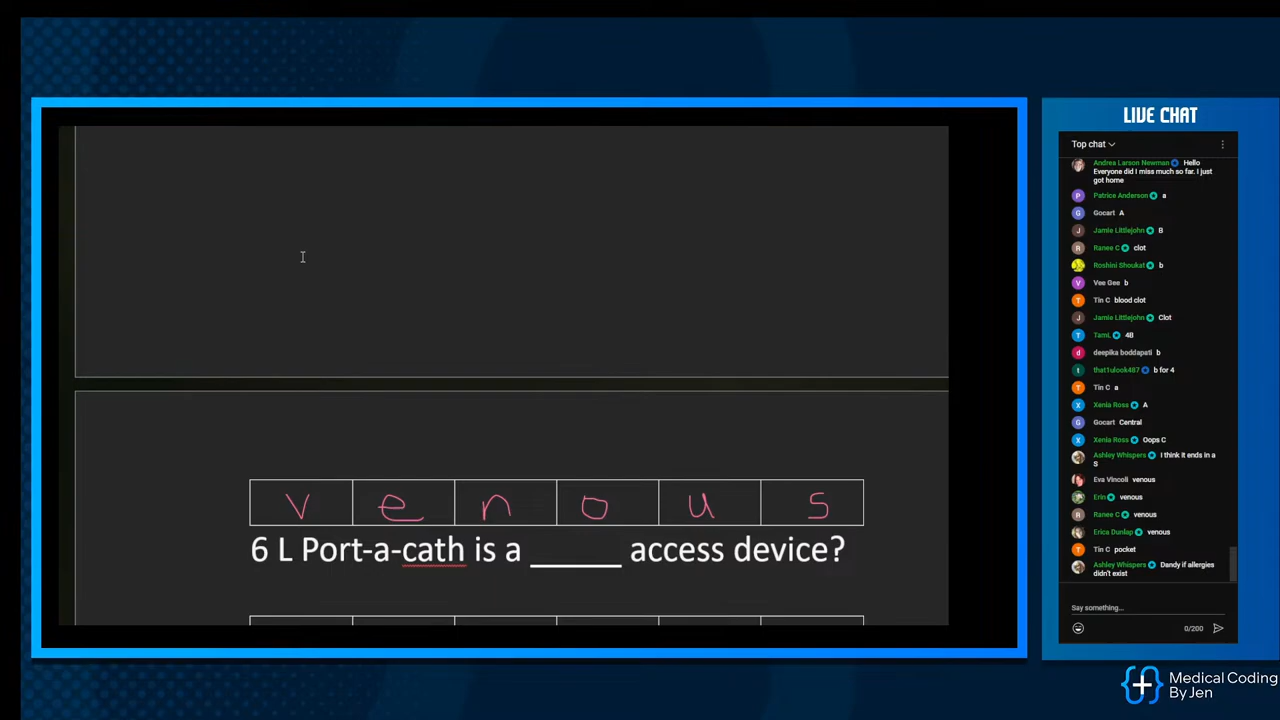 venous
6 L Port-a-cath is a ______ access device?
LIVE CHAT
Top chat
Andrea Larson Newman Hello
Everyone did I miss much so far. I just
got home
Patrice Anderson a
Gocart A
Jamie Littlejohn B
Ranee C clot
Roshini Shoukat b
Vee Gee b
Tin C blood clot
Jamie Littlejohn Clot
TamL 4B
deepika boddapati b
that1ulook487 b for 4
Tin C a
Xenia Ross A
Gocart Central
Xenia Ross Oops C
Ashley Whispers I think it ends in a
S
Eva Vincoli venous
Erin venous
Ranee C venous
Erica Dunlap venous
Tin C pocket
Ashley Whispers Dandy if allergies
didn't exist
Say something...
0/200
Medical Coding
By Jen